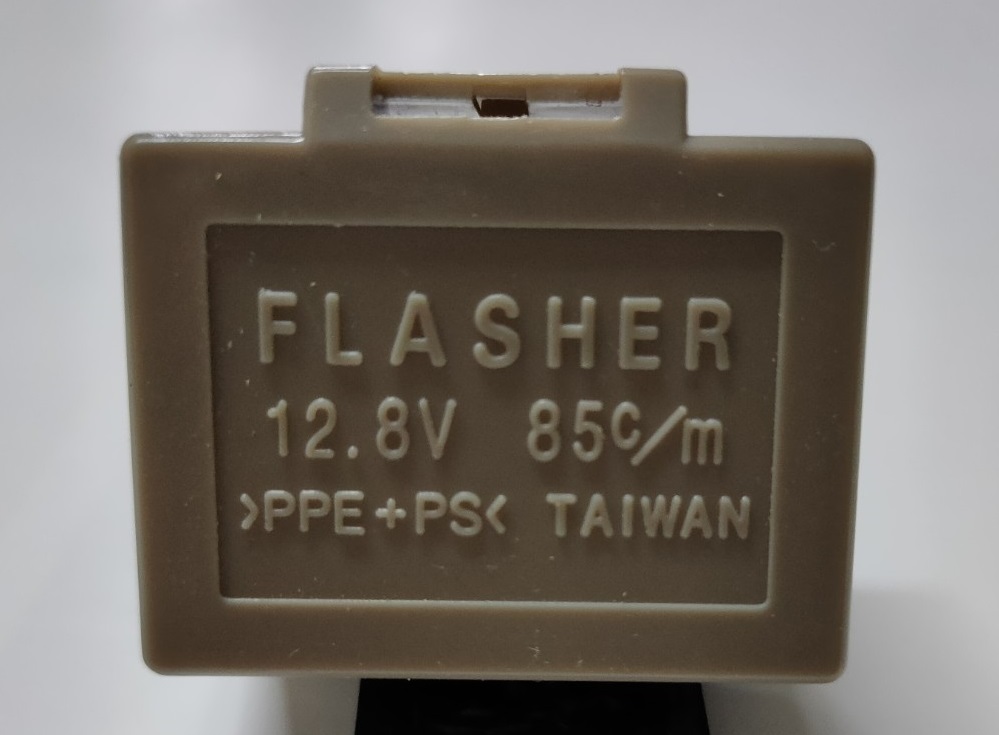 FLASHER
12.8V 85c/m
>PPE+PS< TAIWAN